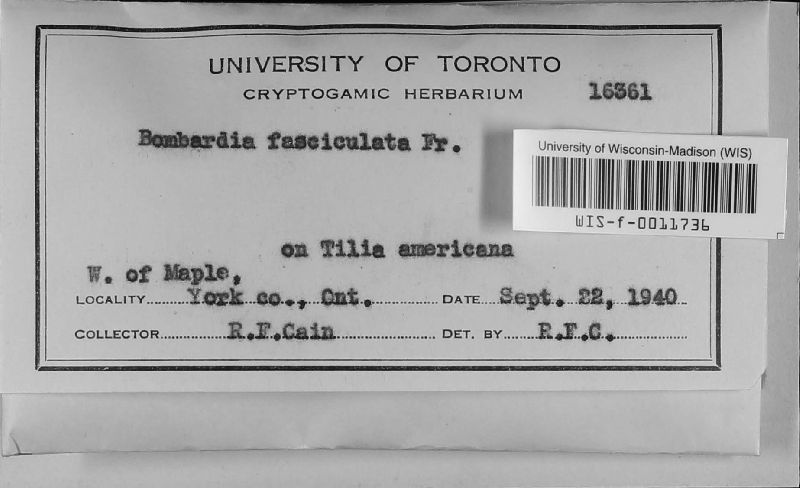 UNIVERSITY OF TORONTO
CRYPTOGAMIC HERBARIUM 16361
Bombardia fasciculata Fr.
University of Wisconsin-Madison (WIS)
WIS-f-0011736
on Tilia americana
W. of Maple,
LOCALITY York co., Ont. DATE Sept. 22, 1940
COLLECTOR R.F.Cain DET. BY R.F.C.